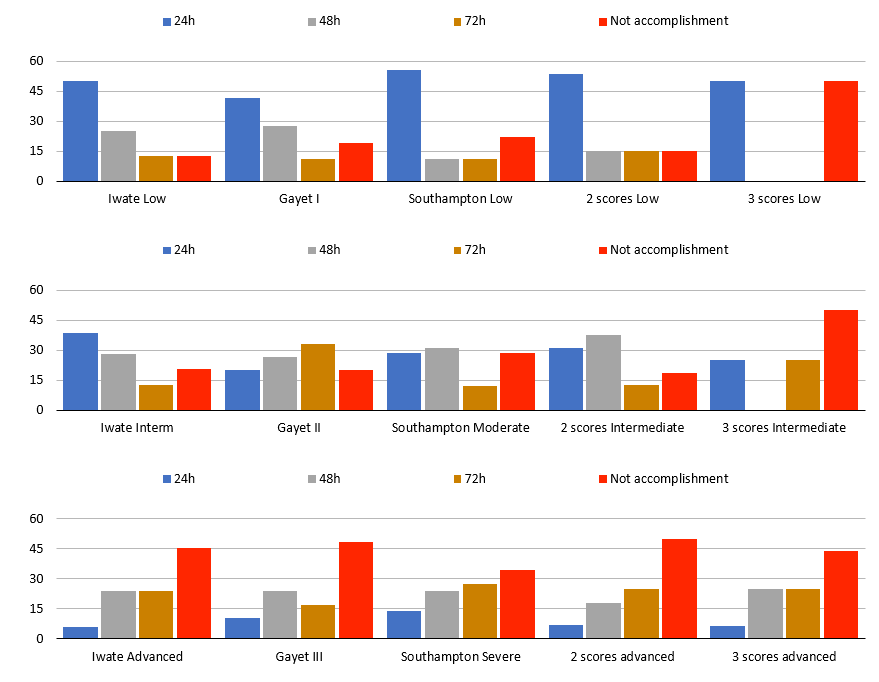 24h 48h 72h Not accomplishment
60
45
30
15
0
Iwate Low Gayet I Southampton Low 2 scores Low 3 scores Low
24h 48h 72h Not accomplishment
60
45
30
15
0
Iwate Interm Gayet II Southampton Moderate 2 scores Intermediate 3 scores Intermediate
24h 48h 72h Not accomplishment
60
45
30
15
0
Iwate Advanced Gayet III Southampton Severe 2 scores advanced 3 scores advanced